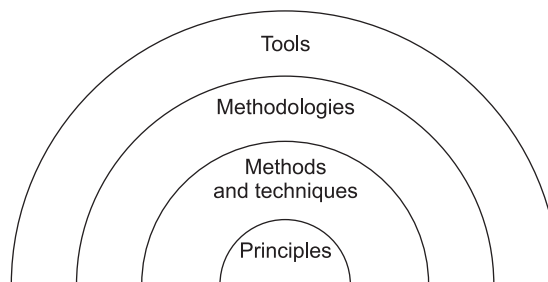 Tools
Methodologies
Methods
and techniques
Principles